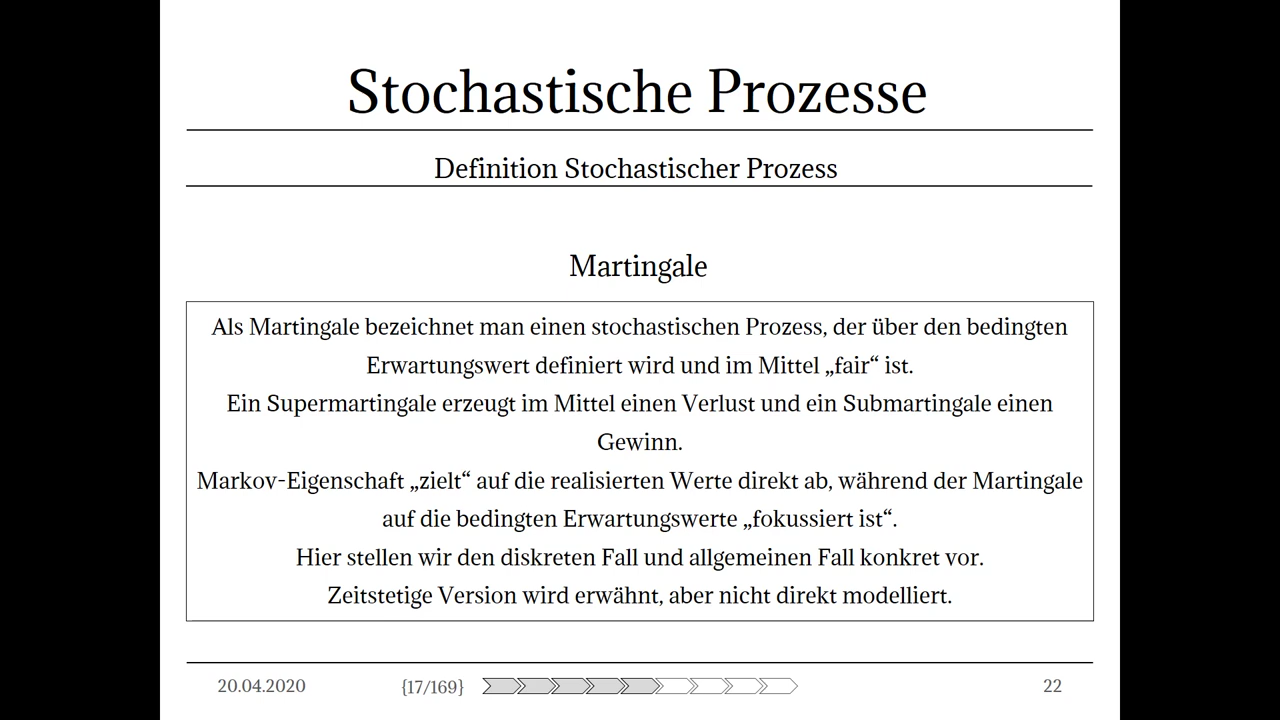 Stochastische Prozesse
Definition Stochastischer Prozess
Martingale
Als Martingale bezeichnet man einen stochastischen Prozess, der über den bedingten
Erwartungswert definiert wird und im Mittel „fair“ ist.
Ein Supermartingale erzeugt im Mittel einen Verlust und ein Submartingale einen
Gewinn.
Markov-Eigenschaft „zielt“ auf die realisierten Werte direkt ab, während der Martingale
auf die bedingten Erwartungswerte „fokussiert ist“.
Hier stellen wir den diskreten Fall und allgemeinen Fall konkret vor.
Zeitstetige Version wird erwähnt, aber nicht direkt modelliert.
20.04.2020 {17/169} 22